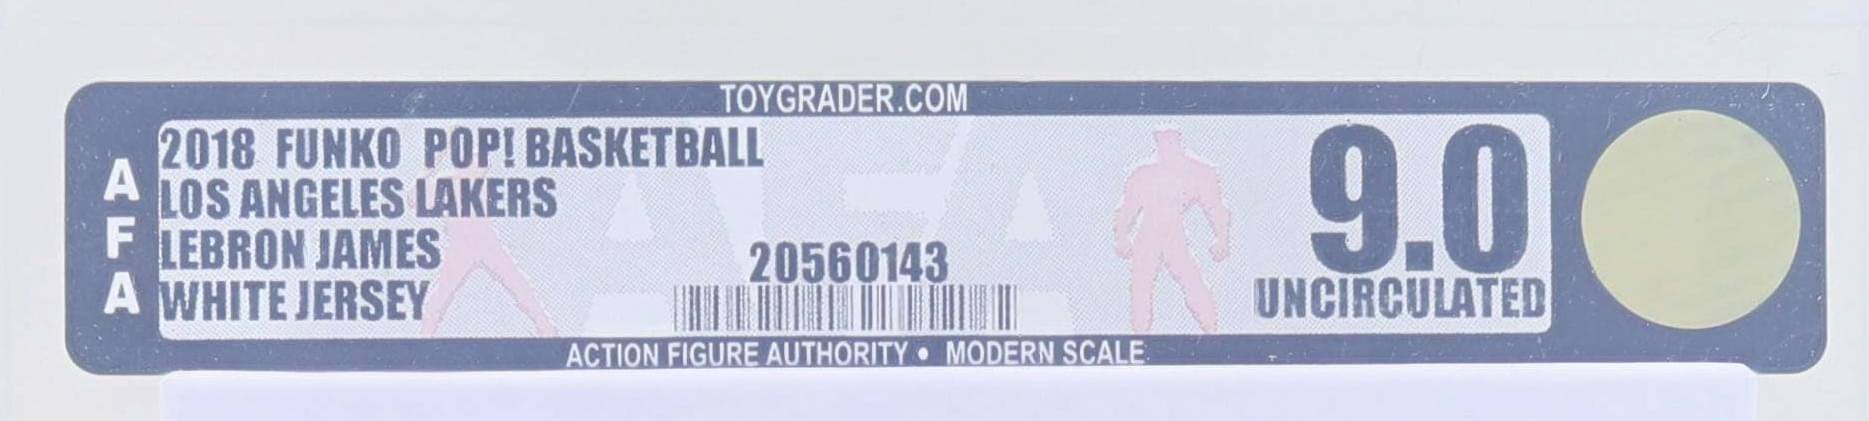 TOYGRADER.COM
AFA
2018 FUNKO POP! BASKETBALL
LOS ANGELES LAKERS
LEBRON JAMES
WHITE JERSEY
20560143
9.0
UNCIRCULATED
ACTION FIGURE AUTHORITY • MODERN SCALE